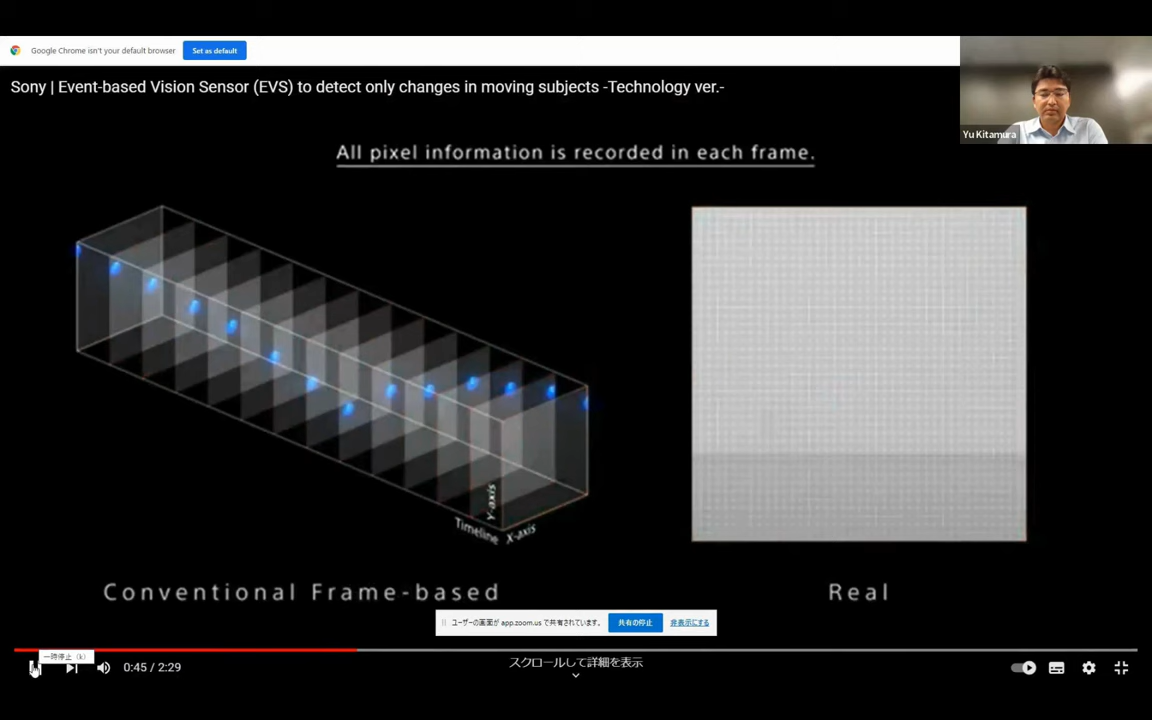 Google Chrome isn't your default browser
Set as default
Sony | Event-based Vision Sensor (EVS) to detect only changes in moving subjects -Technology ver.-
Yu Kitamura
All pixel information is recorded in each frame.
Y-axis
Timeline
X-axis
Conventional Frame-based
Real
ユーザーの画面が app.zoom.us で共有されています。
共有の停止
非表示にする
一時停止 (k)
0:45 / 2:29
スクロールして詳細を表示